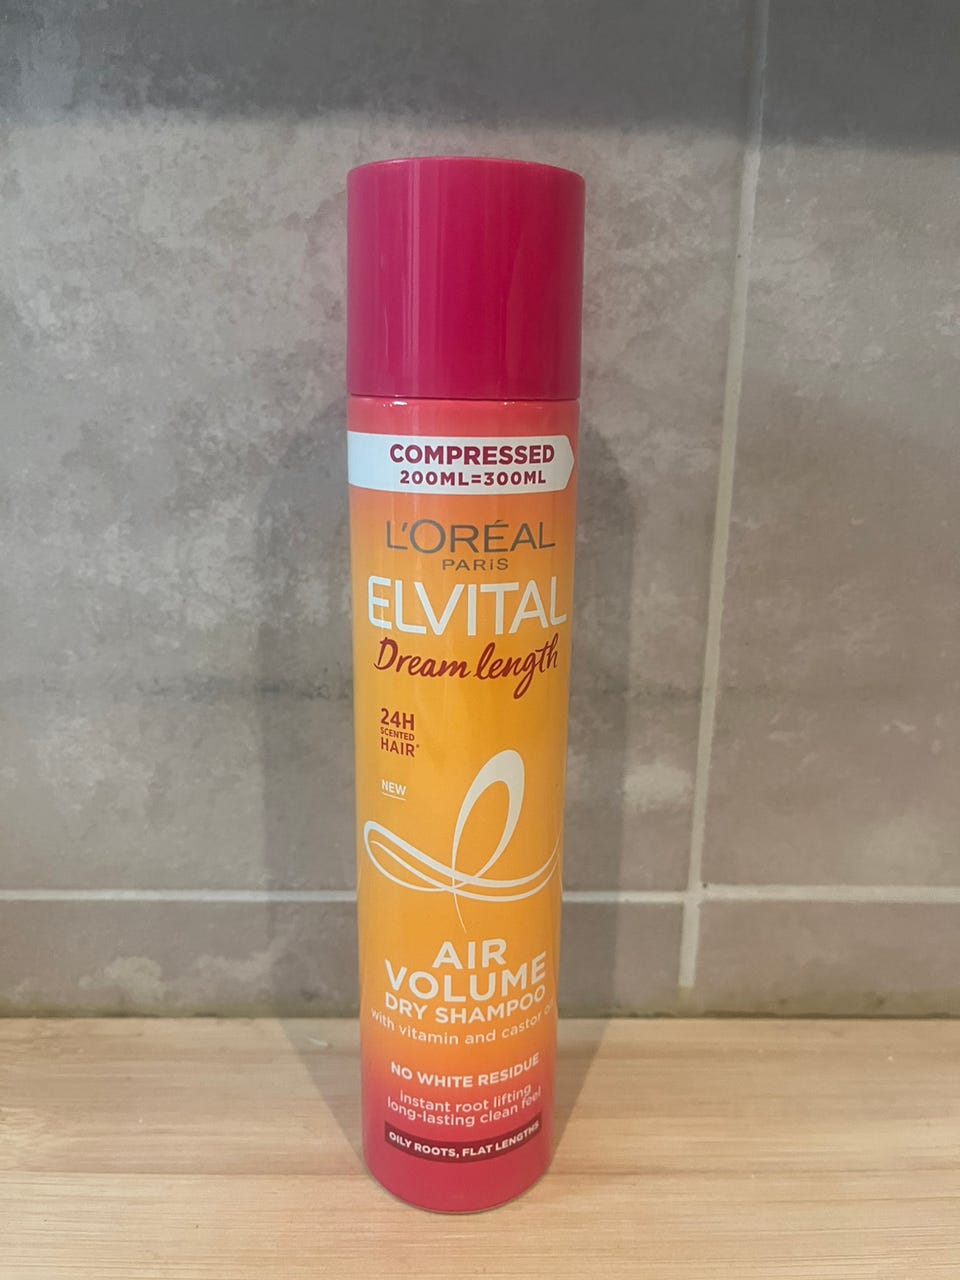 COMPRESSED
200ML=300ML
L'ORÉAL
PARiS
ELVITAL
Dream length
24H
SCENTED
HAIR*
NEW
AIR
VOLUME
DRY SHAMPOO
with vitamin and castor
NO WHITE RESIDUE
instant root lifting
long-lasting clean feel
OILY ROOTS, FLAT LENGTHS